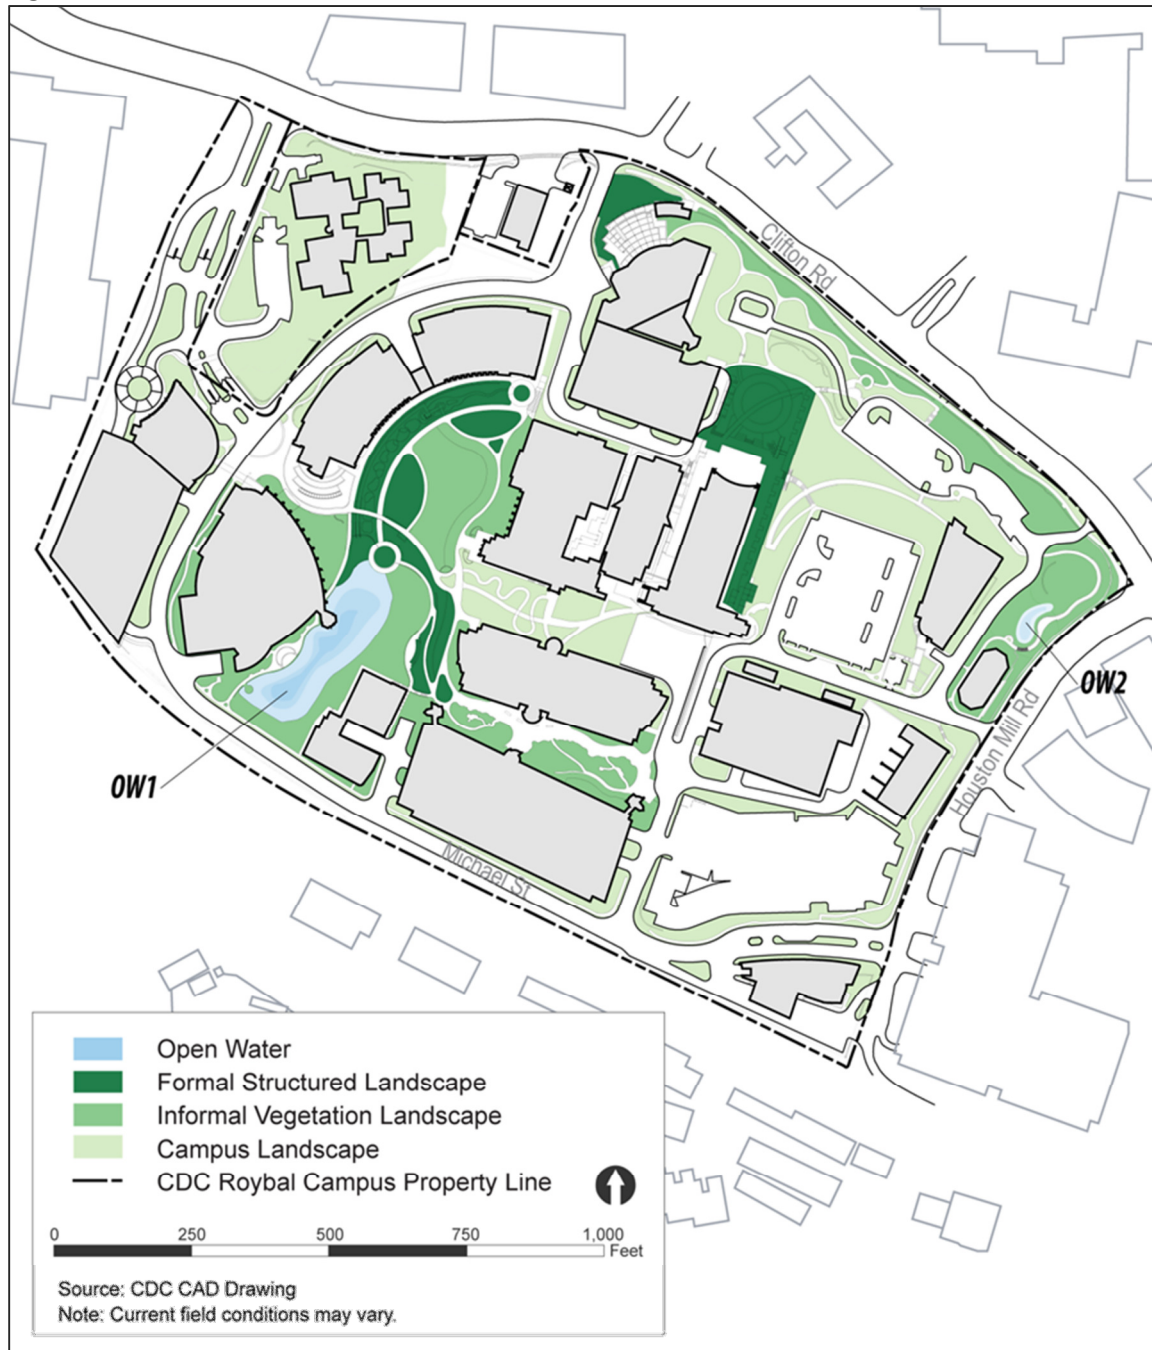 Clifton Rd
OW2
Houston Mill Rd
OW1
Michael St
Open Water
Formal Structured Landscape
Informal Vegetation Landscape
Campus Landscape
CDC Roybal Campus Property Line
0 250 500 750 1,000
Feet
Source: CDC CAD Drawing
Note: Current field conditions may vary.